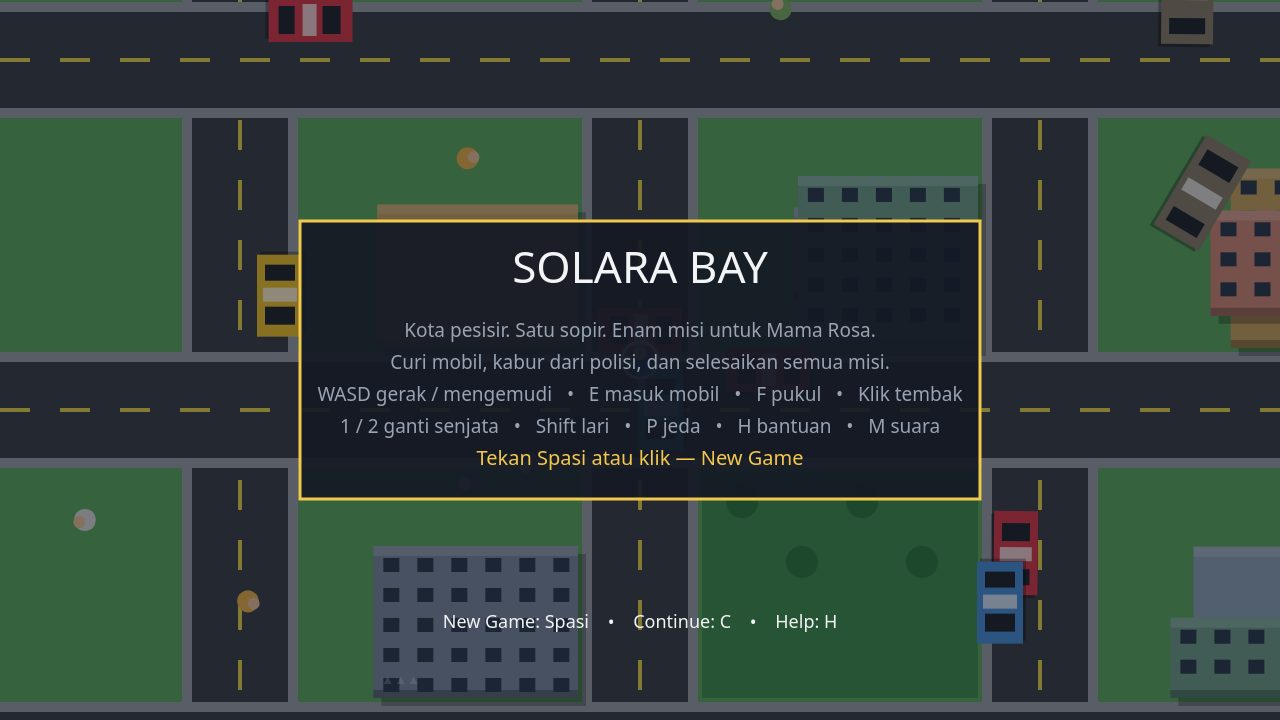 SOLARA BAY
Kota pesisir. Satu sopir. Enam misi untuk Mama Rosa.
Curi mobil, kabur dari polisi, dan selesaikan semua misi.
WASD gerak / mengemudi • E masuk mobil • F pukul • Klik tembak
1 / 2 ganti senjata • Shift lari • P jeda • H bantuan • M suara
Tekan Spasi atau klik — New Game
New Game: Spasi • Continue: C • Help: H